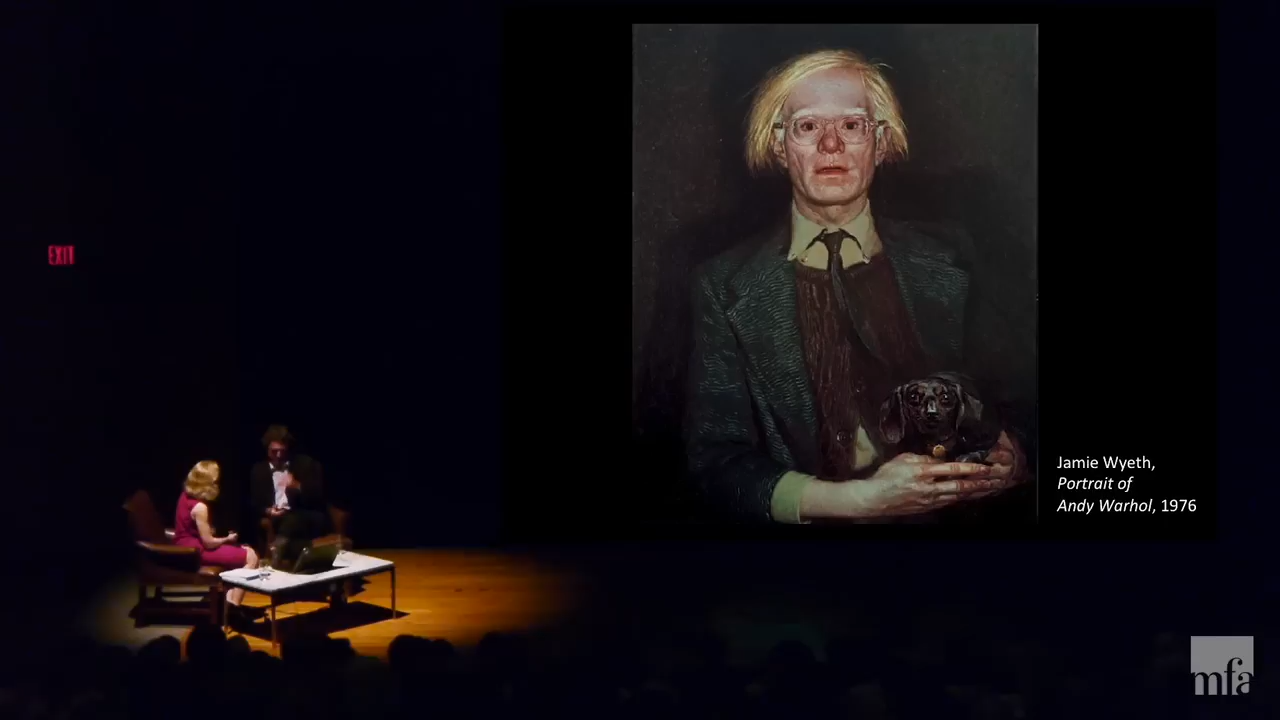 EXIT
Jamie Wyeth,
Portrait of
Andy Warhol, 1976
mfa